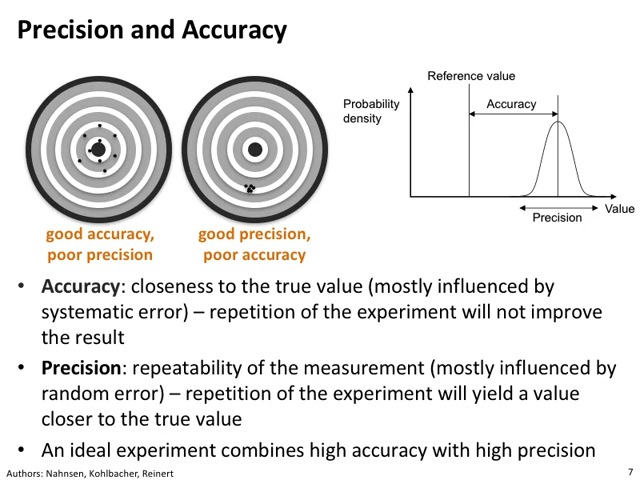 Precision and Accuracy
good accuracy,
poor precision
good precision,
poor accuracy
Reference value
Probability
density
Accuracy
Value
Precision
• Accuracy: closeness to the true value (mostly influenced by
systematic error) – repetition of the experiment will not improve
the result
• Precision: repeatability of the measurement (mostly influenced by
random error) – repetition of the experiment will yield a value
closer to the true value
• An ideal experiment combines high accuracy with high precision
Authors: Nahnsen, Kohlbacher, Reinert
7